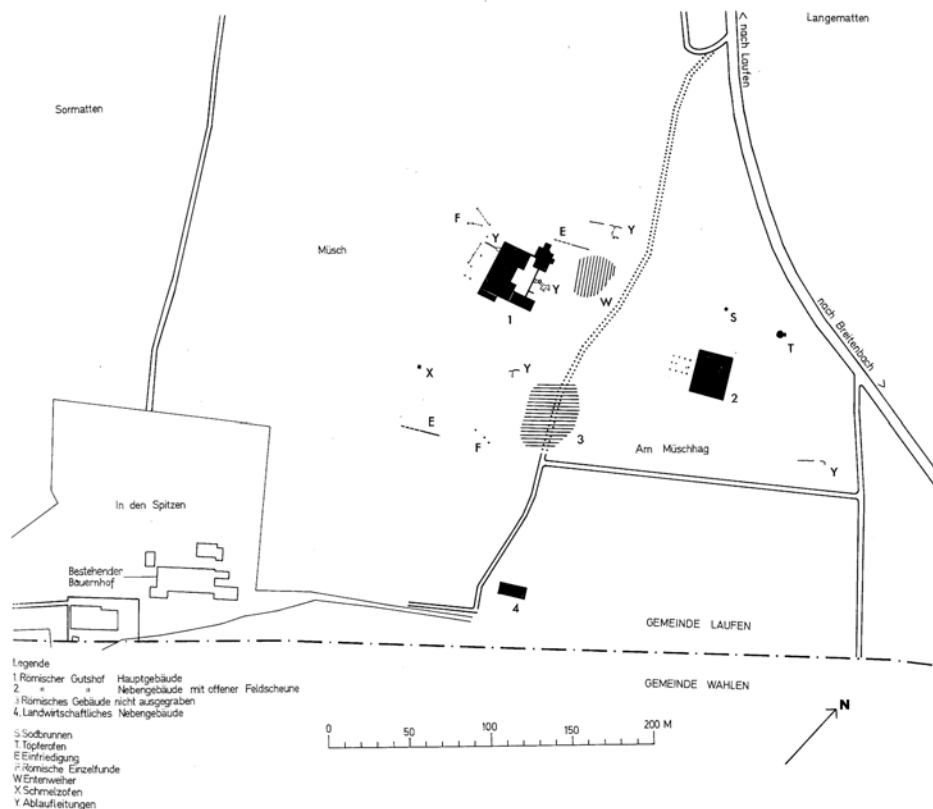 Langematten
< nach Laufen
Sormatten
F
Y
E
Y
Müsch
Y
W
1
S
T
nach Breitenbach >
X
Y
2
E
F
3
Am Müschhag
Y
In den Spitzen
Bestehender
Bauernhof
4
GEMEINDE LAUFEN
GEMEINDE WAHLEN
Legende
1 Römischer Gutshof Hauptgebäude
2 " " Nebengebäude mit offener Feldscheune
3 Römisches Gebäude nicht ausgegraben
4. Landwirtschaftliches Nebengebäude
S Sodbrunnen
T. Töpferofen
E Einfriedigung
F Römische Einzelfunde
W Entenweiher
X Schmelzofen
Y Ablaufleitungen
0 50 100 150 200 M
N